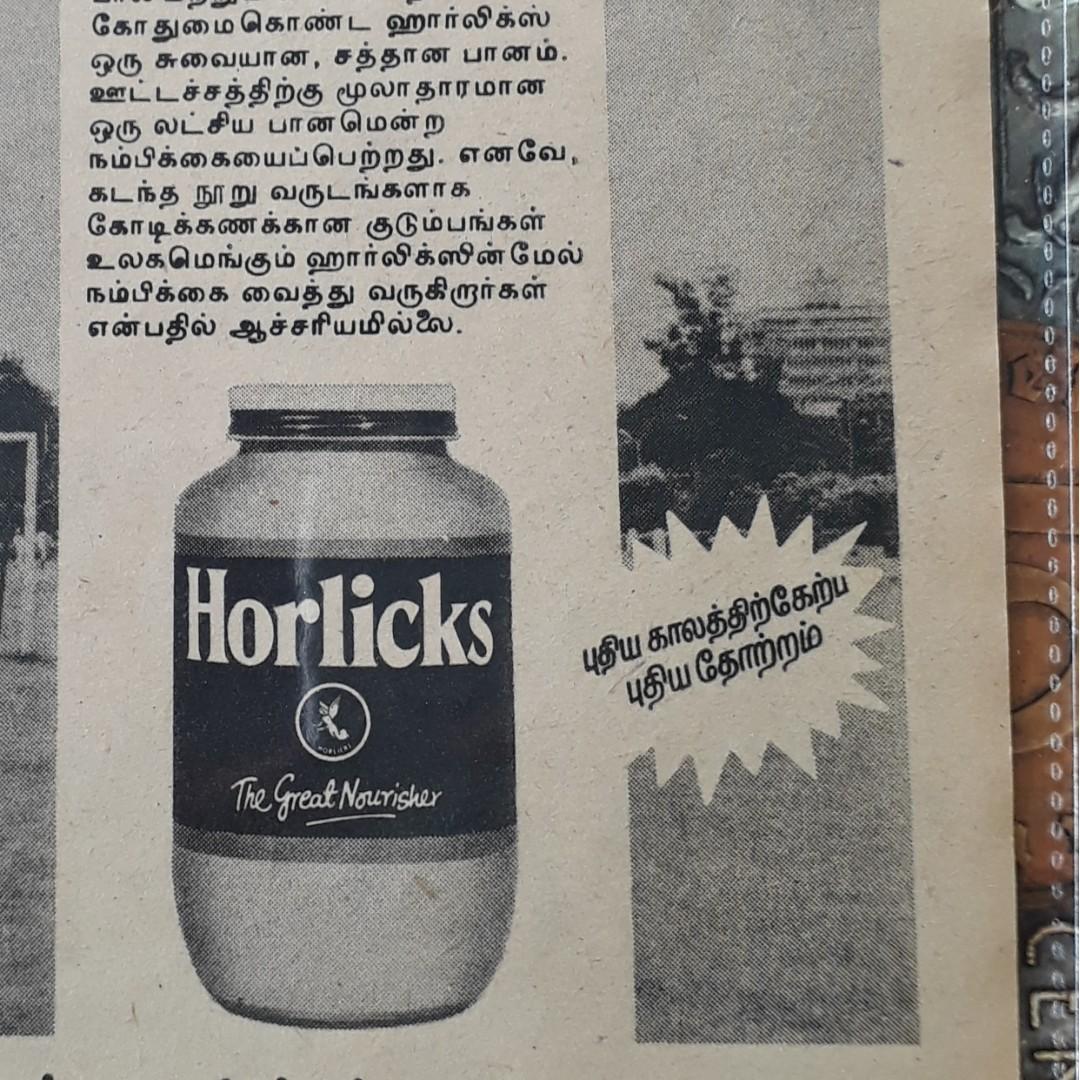 கோதுமைகொண்ட ஹார்லிக்ஸ்
ஒரு சுவையான, சத்தான பானம்.
ஊட்டச்சத்திற்கு மூலாதாரமான
ஒரு லட்சிய பானமென்ற
நம்பிக்கையைப்பெற்றது. எனவே,
கடந்த நூறு வருடங்களாக
கோடிக்கணக்கான குடும்பங்கள்
உலகமெங்கும் ஹார்லிக்ஸின்மேல்
நம்பிக்கை வைத்து வருகிறார்கள்
என்பதில் ஆச்சரியமில்லை.
Horlicks
HORLICKS
The Great Nourisher
புதிய காலத்திற்கேற்ப
புதிய தோற்றம்